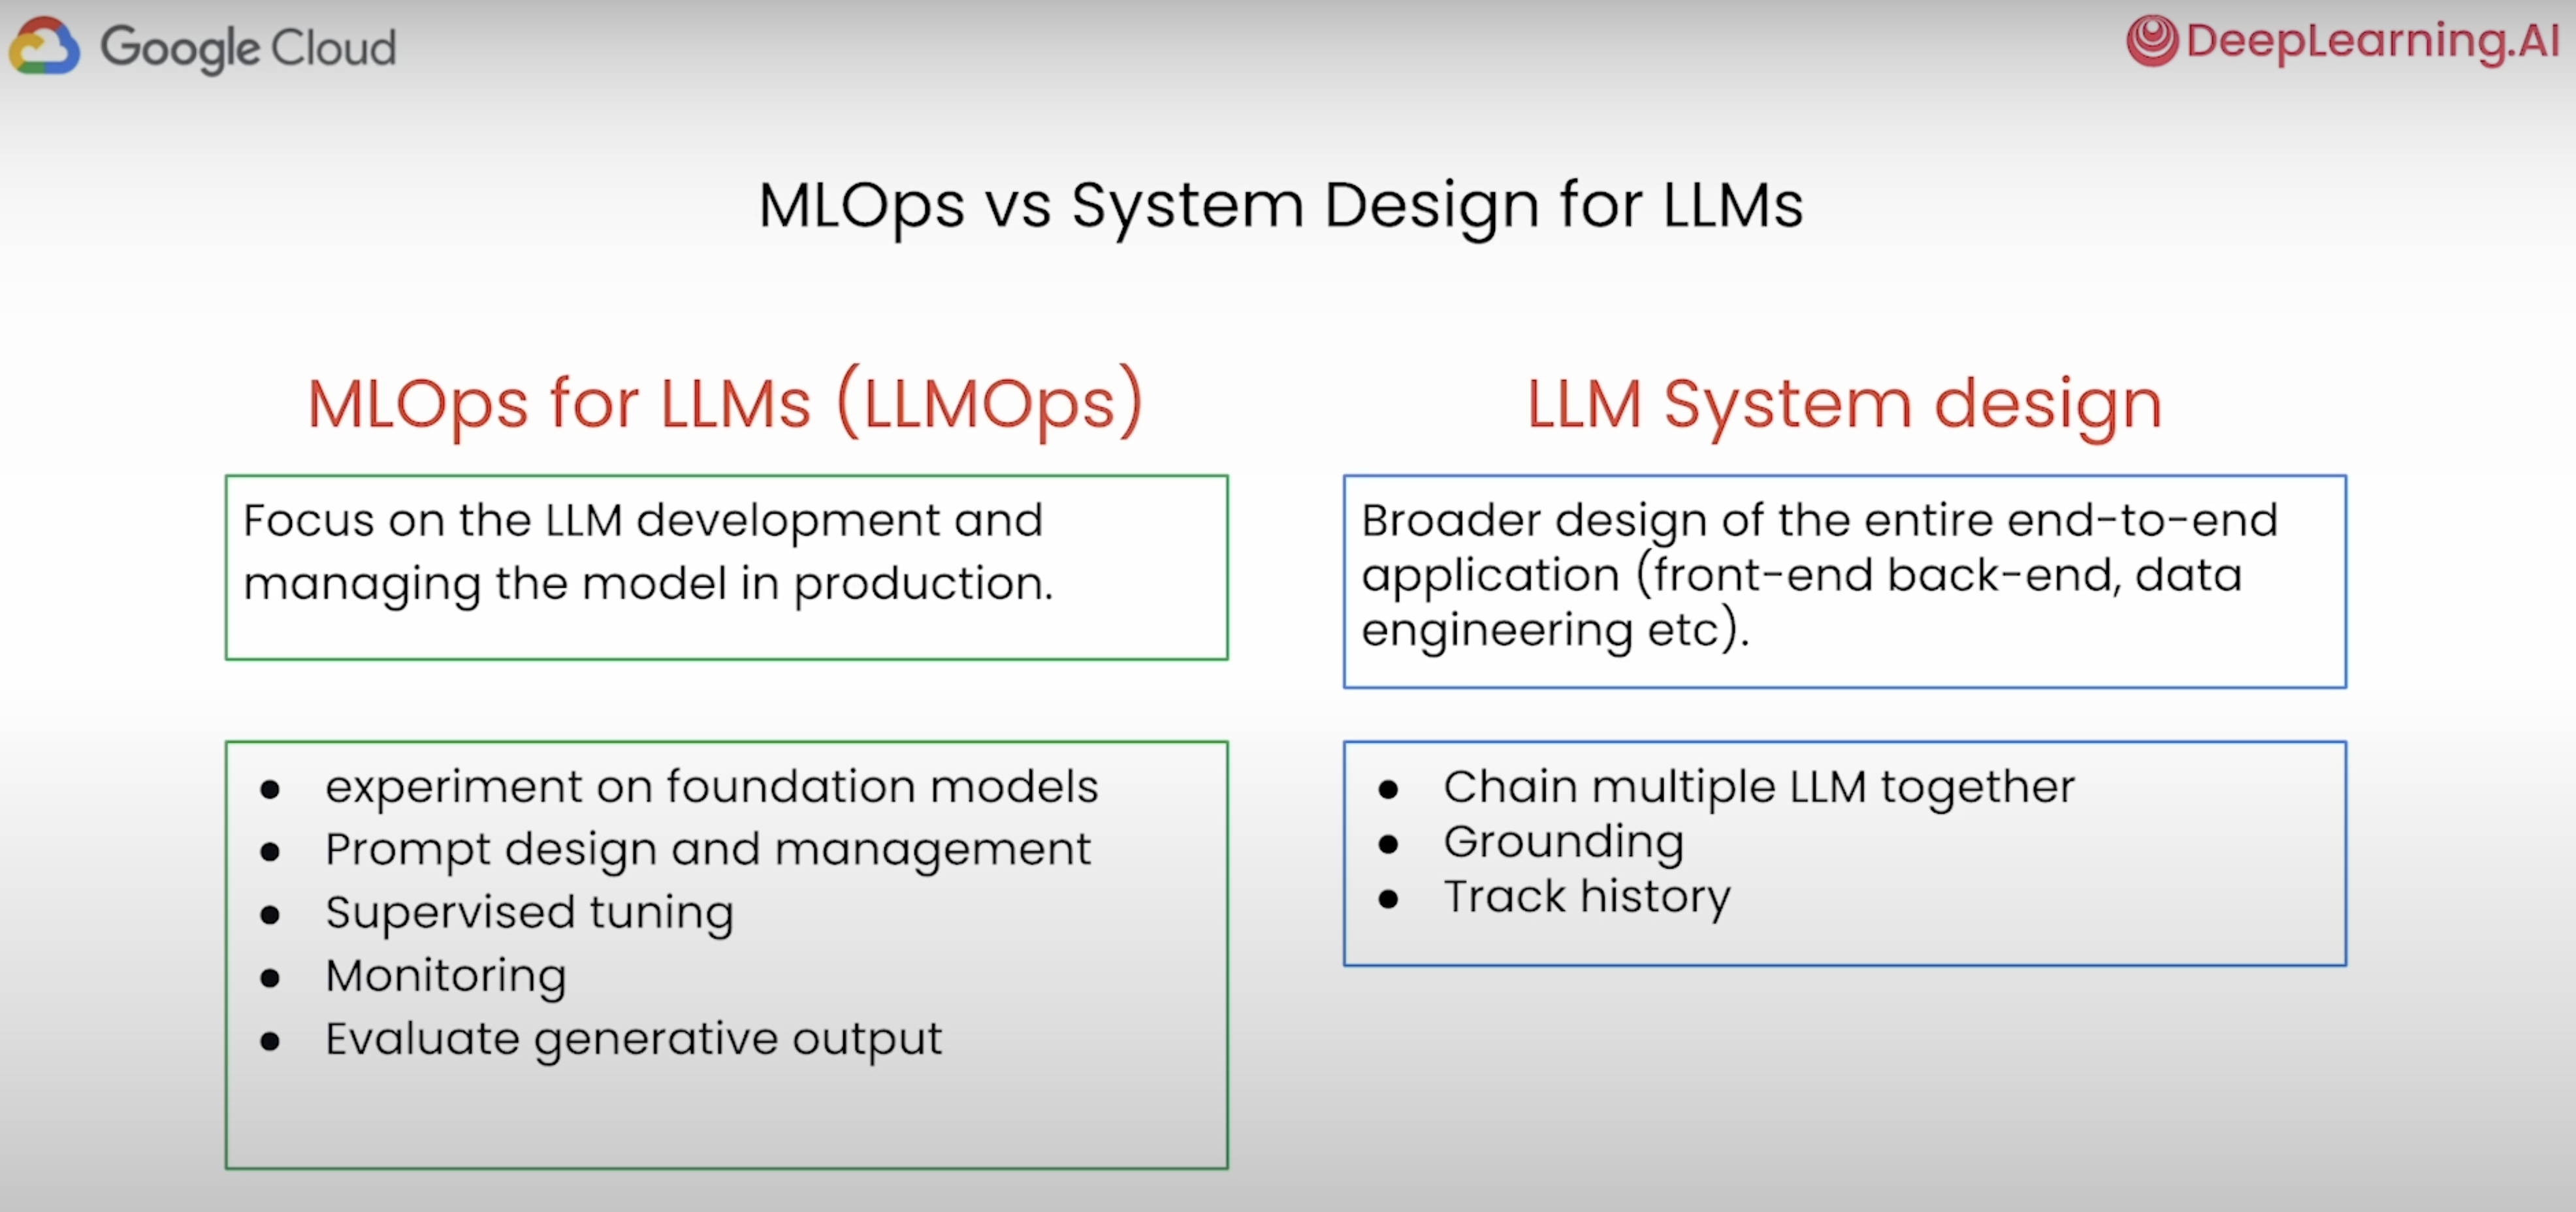 Google Cloud
DeepLearning.AI
MLOps vs System Design for LLMs
MLOps for LLMs (LLMOps)
Focus on the LLM development and
managing the model in production.
● experiment on foundation models
● Prompt design and management
● Supervised tuning
● Monitoring
● Evaluate generative output
LLM System design
Broader design of the entire end-to-end
application (front-end back-end, data
engineering etc).
● Chain multiple LLM together
● Grounding
● Track history